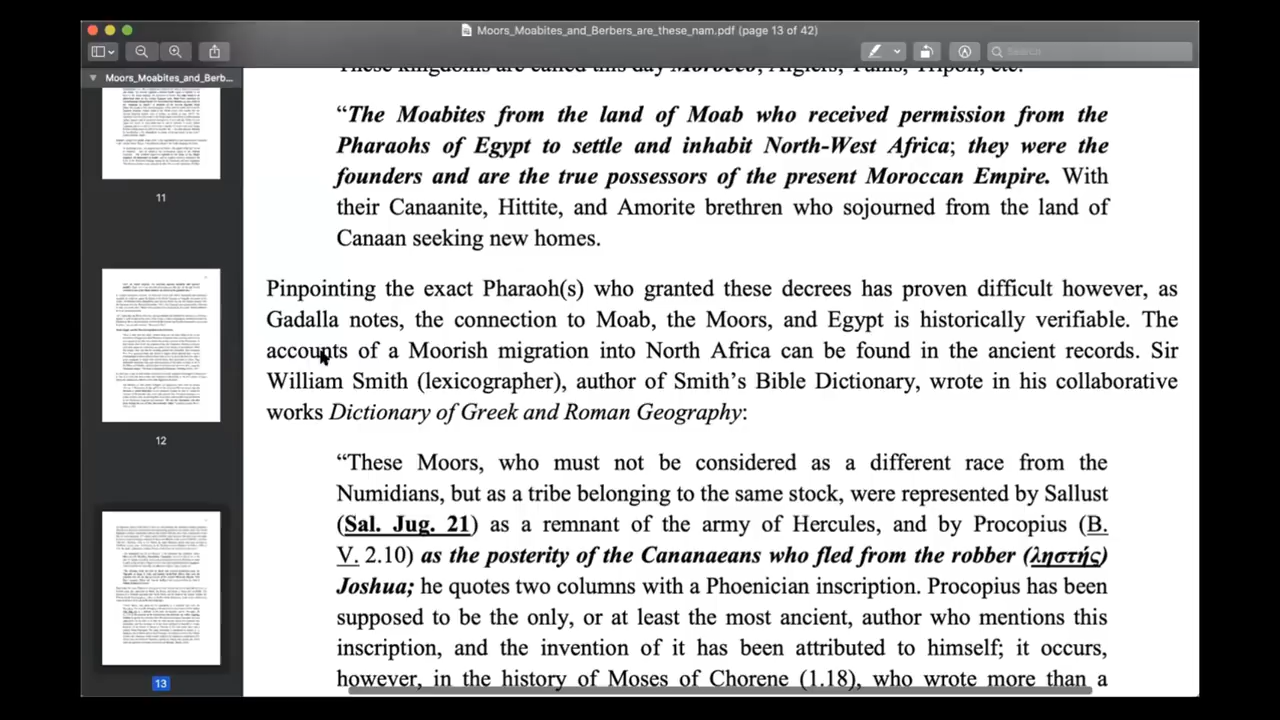 Moors_Moabites_and_Berbers_are_these_nam.pdf (page 13 of 42)
Search
Moors_Moabites_and_Berb...
11
12
13
These kingdoms are called today Morocco, Algiers, Tunis, Tripoli, etc.
“The Moabites from the land of Moab who received permission from the
Pharaohs of Egypt to settle and inhabit North-West Africa; they were the
founders and are the true possessors of the present Moroccan Empire. With
their Canaanite, Hittite, and Amorite brethren who sojourned from the land of
Canaan seeking new homes.
Pinpointing the exact Pharaoh(s) who granted these decrees has proven difficult however, as
Gadalla notes, the connection to Moab, the Moors, and Egypt is historically verifiable. The
accounts of a Moorish migration into North Africa can be found in the ancient records. Sir
William Smith lexicographer, author of Smith’s Bible Dictionary, wrote in his collaborative
works Dictionary of Greek and Roman Geography:
“These Moors, who must not be considered as a different race from the
Numidians, but as a tribe belonging to the same stock, were represented by Sallust
(Sal. Jug. 21) as a remnant of the army of Hercules, and by Procopius (B.
V. 2.10) as the posterity of the Cananaeans who fled from the robber (λῃστής)
Joshua; he quotes two columns with a Phoenician inscription. Procopius has been
supposed to be the only, or at least the most ancient, author who mentions this
inscription, and the invention of it has been attributed to himself; it occurs,
however, in the history of Moses of Chorene (1.18), who wrote more than a